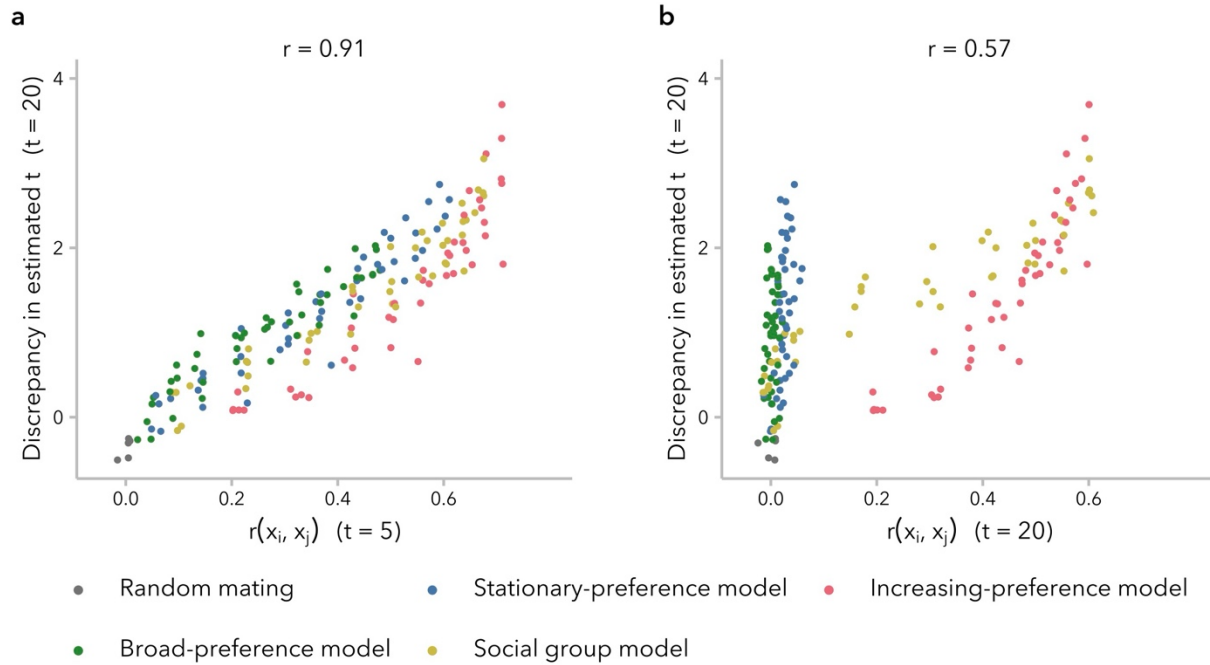 a
r = 0.91
Discrepancy in estimated t (t = 20)
4
2
0
0.0 0.2 0.4 0.6
r(xi, xj) (t = 5)
b
r = 0.57
Discrepancy in estimated t (t = 20)
4
2
0
0.0 0.2 0.4 0.6
r(xi, xj) (t = 20)
Random mating
Stationary-preference model
Increasing-preference model
Broad-preference model
Social group model